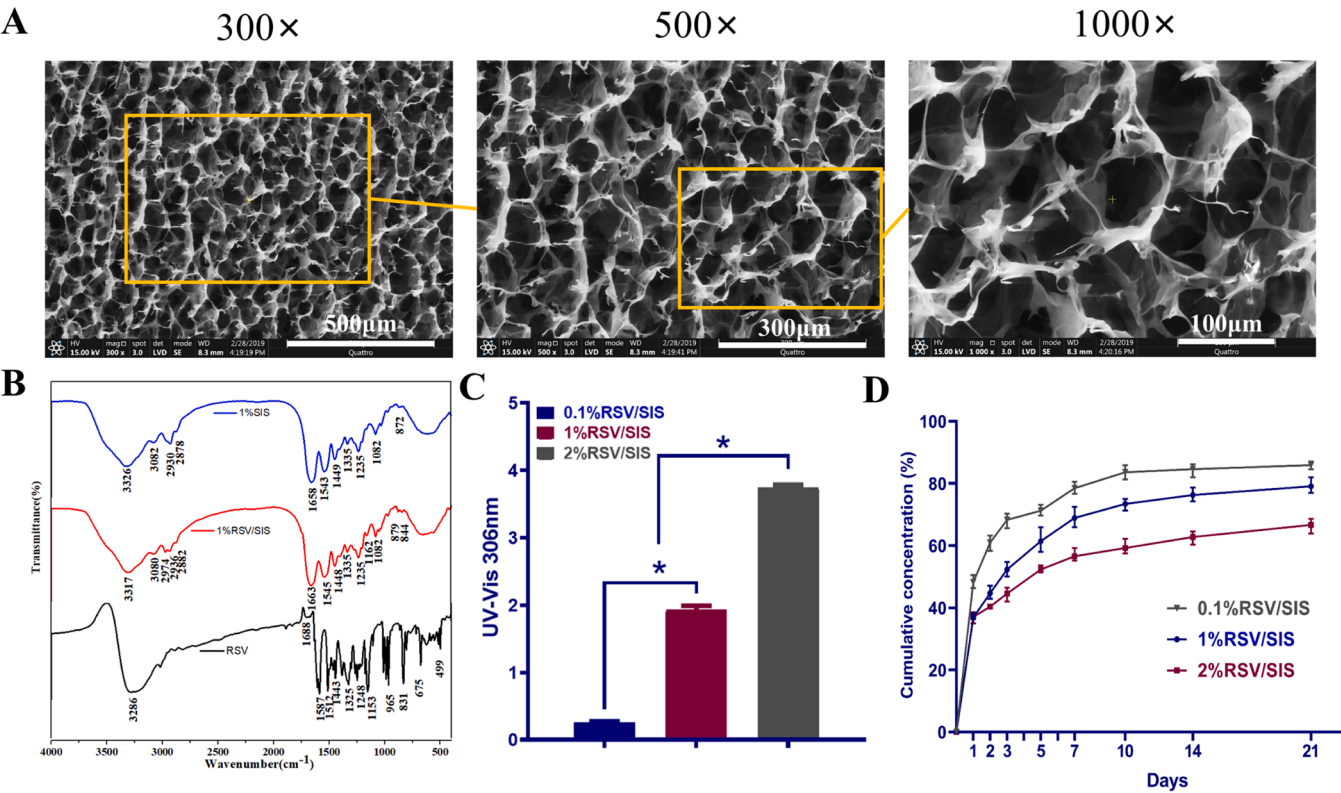 A
300×
500×
1000×
500μm
300μm
100μm
HV mag spot det mode WD 2/28/2019
15.00 kV 300 x 3.0 LVD SE 8.3 mm 4:19:19 PM Quattro
HV mag spot det mode WD 2/28/2019
15.00 kV 500 x 3.0 LVD SE 8.3 mm 4:19:41 PM Quattro
HV mag spot det mode WD 2/28/2019
15.00 kV 1 000 x 3.0 LVD SE 8.3 mm 4:20:16 PM Quattro
B
Transmittance(%)
1%SIS
3326
3082
2930
2878
1658
1543
1449
1335
1235
1082
872
1%RSV/SIS
3317
3080
2974
2936
2882
1663
1545
1448
1335
1235
1162
1082
879
844
RSV
3286
1688
1587
1512
1443
1325
1248
1153
965
831
675
499
4000 3500 3000 2500 2000 1500 1000 500
Wavenumber(cm-1)
C
UV-Vis 306nm
5
4
3
2
1
0
0.1%RSV/SIS
1%RSV/SIS
2%RSV/SIS
*
*
D
Cumulative concentration (%)
100
80
60
40
20
0
0.1%RSV/SIS
1%RSV/SIS
2%RSV/SIS
1 2 3 5 7 10 14 21
Days